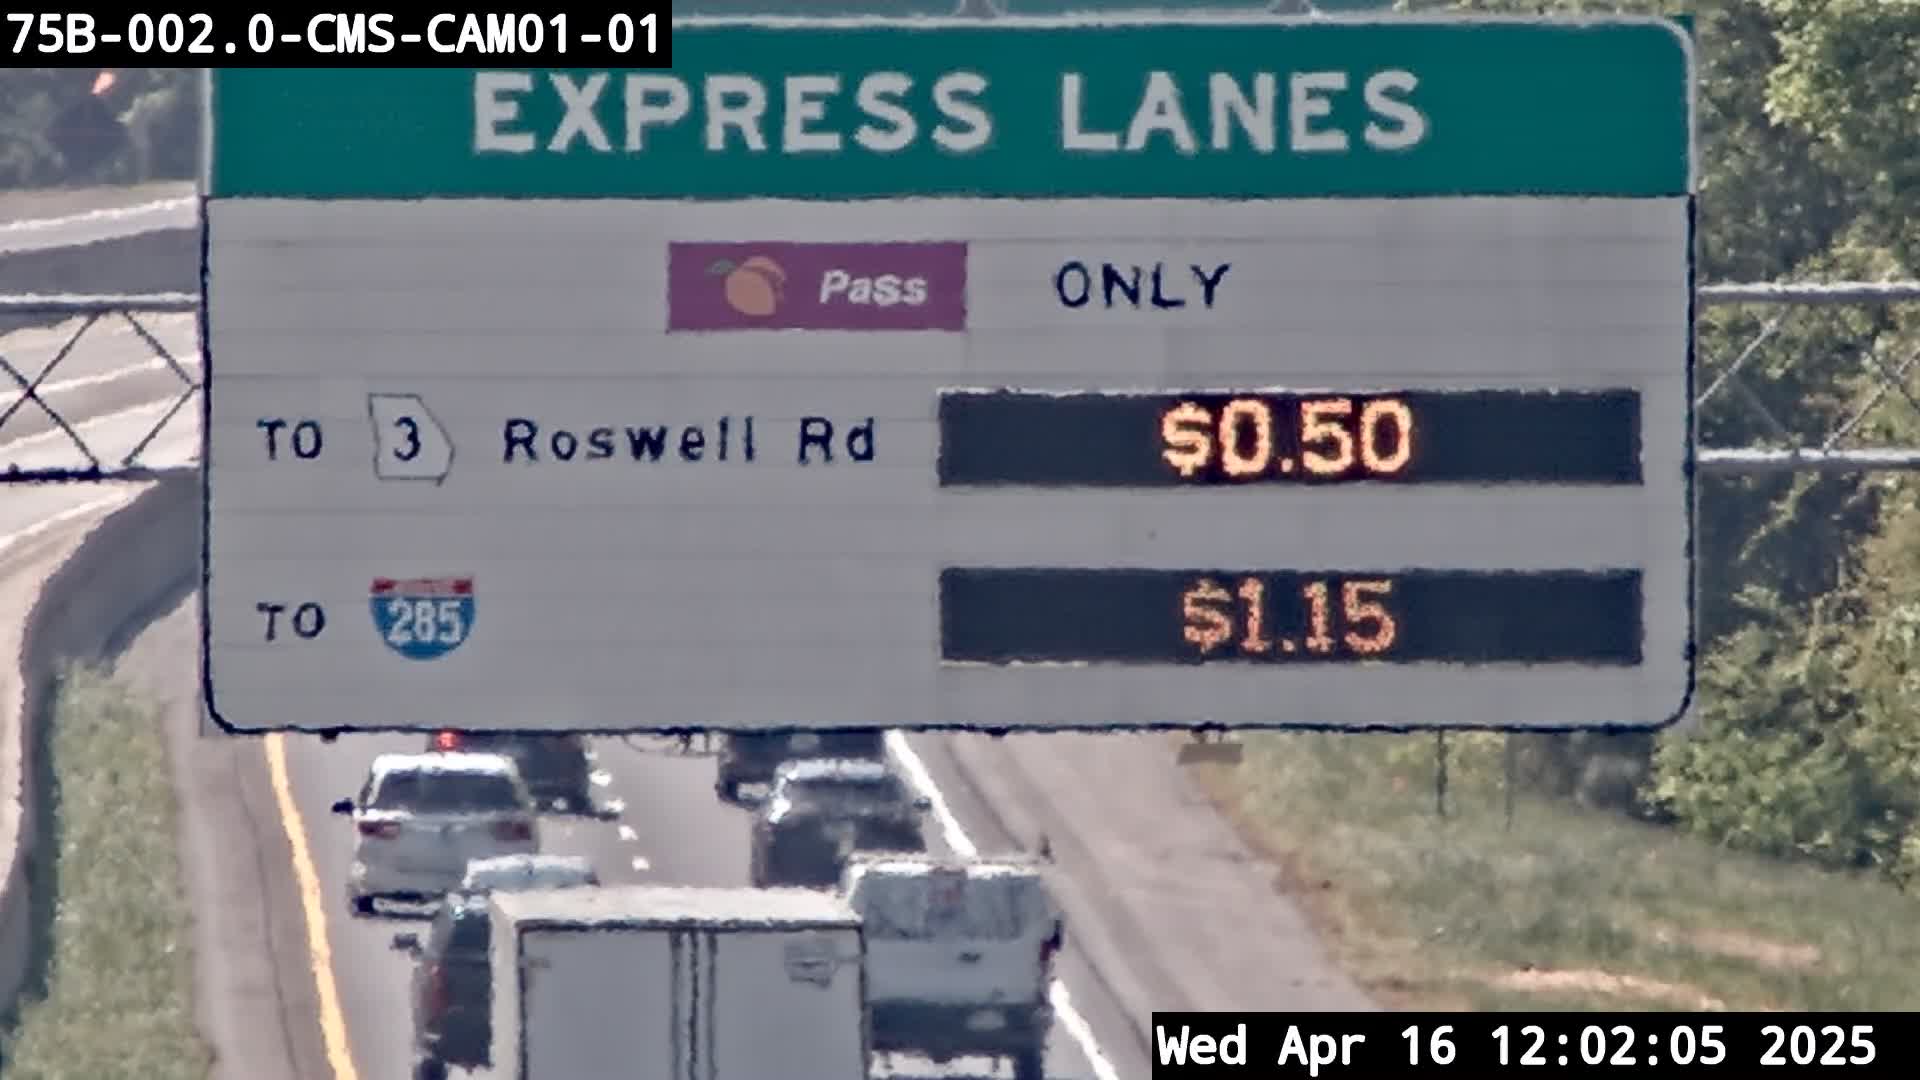 75B-002.0-CMS-CAM01-01
EXPRESS LANES
Pass ONLY
TO 3 Roswell Rd $0.50
TO 285 $1.15
Wed Apr 16 12:02:05 2025